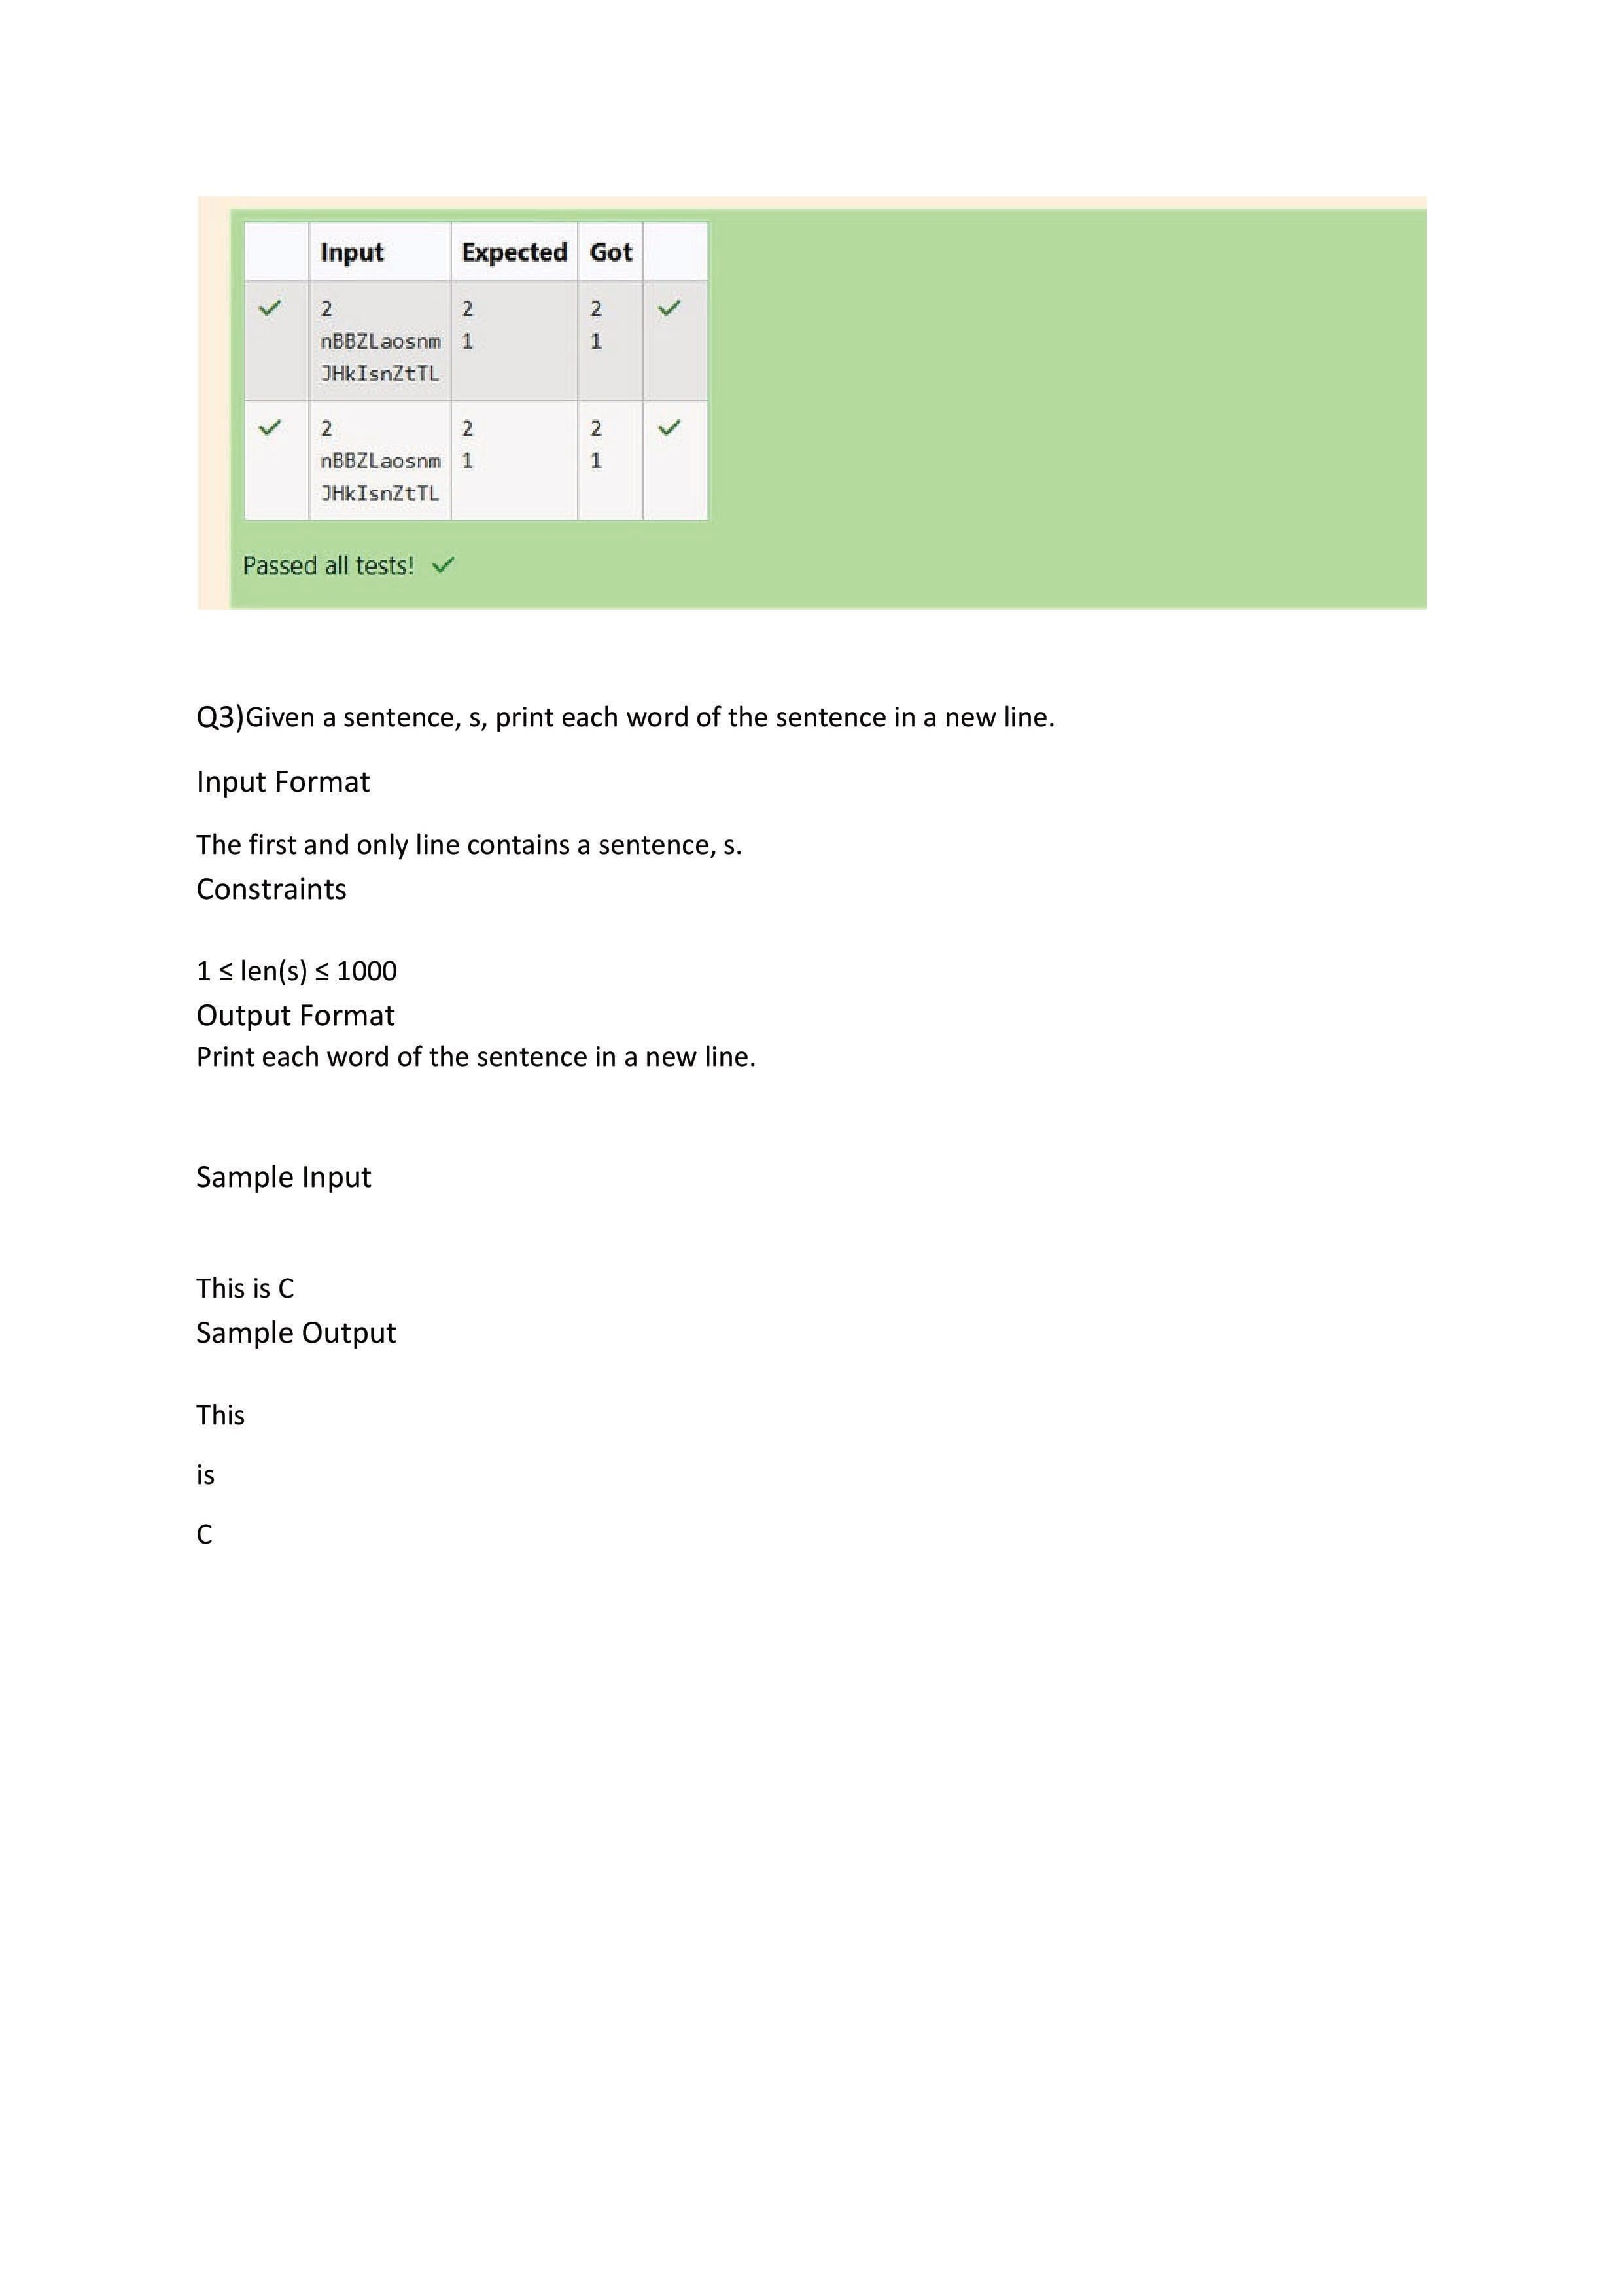 Input Expected Got
2 2 2
nBBZLaosnm 1 1
JHkIsnZtTL
2 2 2
nBBZLaosnm 1 1
JHkIsnZtTL
Passed all tests!
Q3)Given a sentence, s, print each word of the sentence in a new line.
Input Format
The first and only line contains a sentence, s.
Constraints
1 ≤ len(s) ≤ 1000
Output Format
Print each word of the sentence in a new line.
Sample Input
This is C
Sample Output
This
is
C